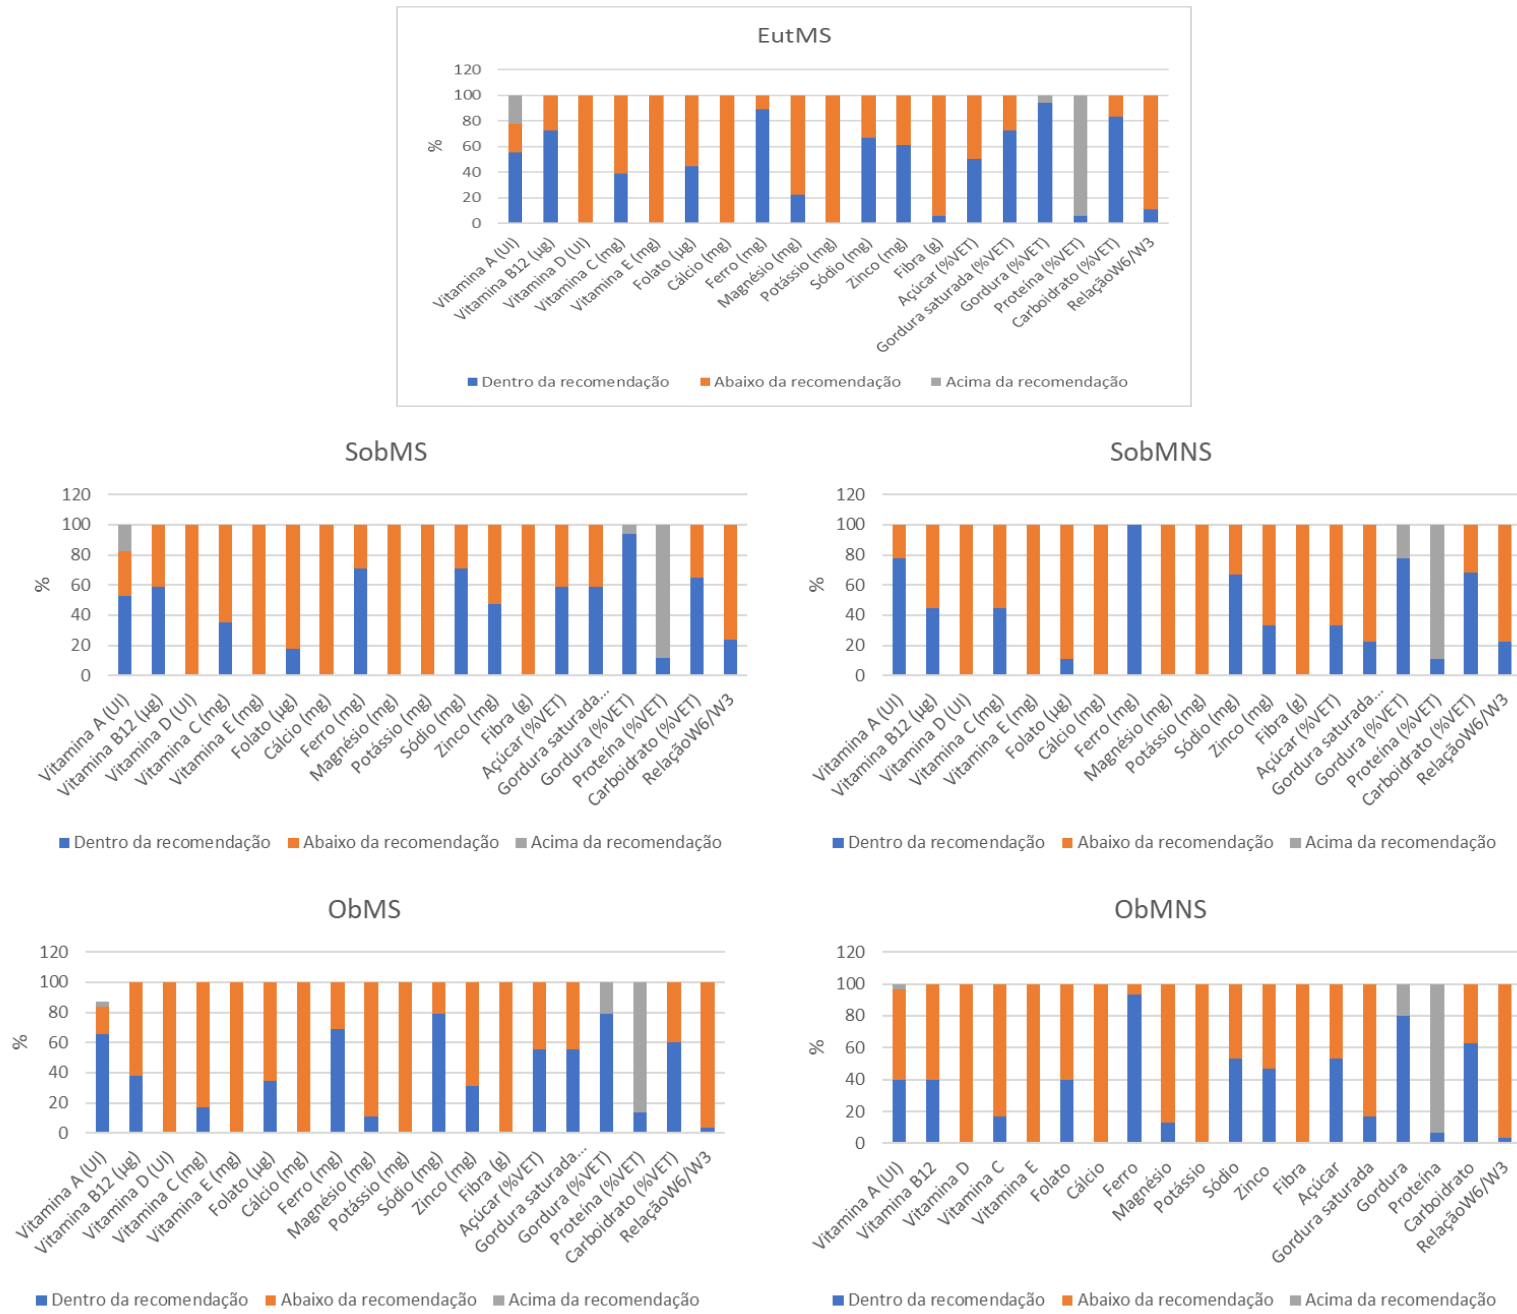 EutMS
120
100
80
60
40
20
0
%
Vitamina A (UI)
Vitamina B12 (µg)
Vitamina D (UI)
Vitamina C (mg)
Vitamina E (mg)
Folato (µg)
Cálcio (mg)
Ferro (mg)
Magnésio (mg)
Potássio (mg)
Sódio (mg)
Zinco (mg)
Fibra (g)
Açúcar (%VET)
Gordura saturada (%VET)
Gordura (%VET)
Proteína (%VET)
Carboidrato (%VET)
RelaçãoW6/W3
Dentro da recomendação Abaixo da recomendação Acima da recomendação
SobMS
120
100
80
60
40
20
0
%
Vitamina A (UI)
Vitamina B12 (µg)
Vitamina D (UI)
Vitamina C (mg)
Vitamina E (mg)
Folato (µg)
Cálcio (mg)
Ferro (mg)
Magnésio (mg)
Potássio (mg)
Sódio (mg)
Zinco (mg)
Fibra (g)
Açúcar (%VET)
Gordura saturada...
Gordura (%VET)
Proteína (%VET)
Carboidrato (%VET)
RelaçãoW6/W3
Dentro da recomendação Abaixo da recomendação Acima da recomendação
SobMNS
120
100
80
60
40
20
0
%
Vitamina A (UI)
Vitamina B12 (µg)
Vitamina D (UI)
Vitamina C (mg)
Vitamina E (mg)
Folato (µg)
Cálcio (mg)
Ferro (mg)
Magnésio (mg)
Potássio (mg)
Sódio (mg)
Zinco (mg)
Fibra (g)
Açúcar (%VET)
Gordura saturada...
Gordura (%VET)
Proteína (%VET)
Carboidrato (%VET)
RelaçãoW6/W3
Dentro da recomendação Abaixo da recomendação Acima da recomendação
ObMS
120
100
80
60
40
20
0
%
Vitamina A (UI)
Vitamina B12 (µg)
Vitamina D (UI)
Vitamina C (mg)
Vitamina E (mg)
Folato (µg)
Cálcio (mg)
Ferro (mg)
Magnésio (mg)
Potássio (mg)
Sódio (mg)
Zinco (mg)
Fibra (g)
Açúcar (%VET)
Gordura saturada...
Gordura (%VET)
Proteína (%VET)
Carboidrato (%VET)
RelaçãoW6/W3
Dentro da recomendação Abaixo da recomendação Acima da recomendação
ObMNS
120
100
80
60
40
20
0
%
Vitamina A (UI)
Vitamina B12
Vitamina D
Vitamina C
Vitamina E
Folato
Cálcio
Ferro
Magnésio
Potássio
Sódio
Zinco
Fibra
Açúcar
Gordura saturada
Gordura
Proteína
Carboidrato
RelaçãoW6/W3
Dentro da recomendação Abaixo da recomendação Acima da recomendação